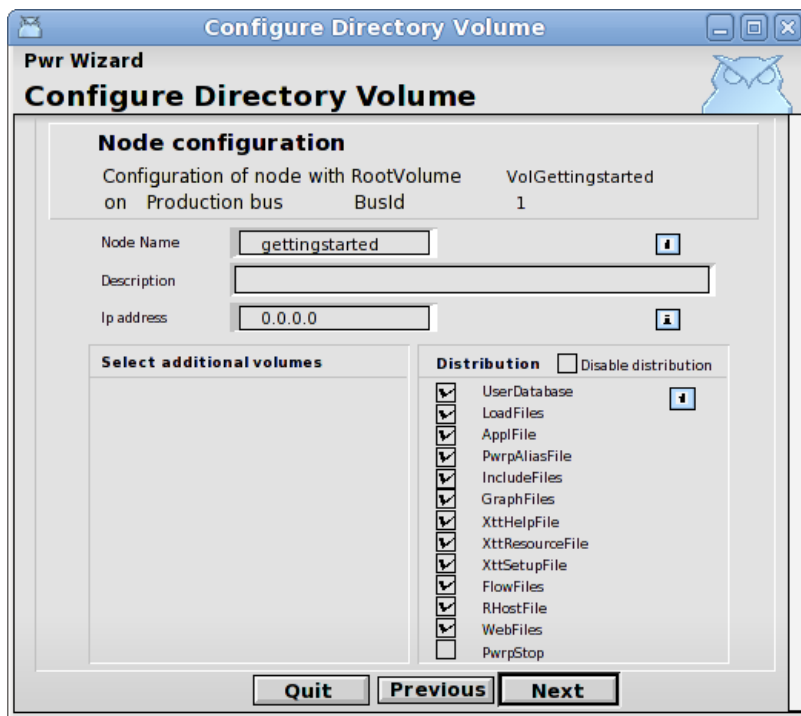 Configure Directory Volume
Pwr Wizard
Configure Directory Volume
Node configuration
Configuration of node with RootVolume VolGettingstarted
on Production bus BusId 1
Node Name gettingstarted
Description
Ip address 0.0.0.0
Select additional volumes
Distribution Disable distribution
UserDatabase
LoadFiles
ApplFile
PwrpAliasFile
IncludeFiles
GraphFiles
XttHelpFile
XttResourceFile
XttSetupFile
FlowFiles
RHostFile
WebFiles
PwrpStop
Quit Previous Next